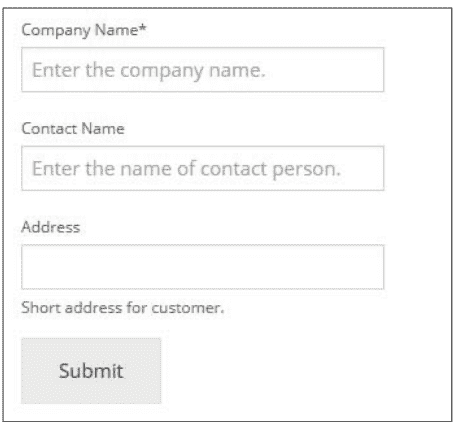 Company Name*
Enter the company name.
Contact Name
Enter the name of contact person.
Address
Short address for customer.
Submit